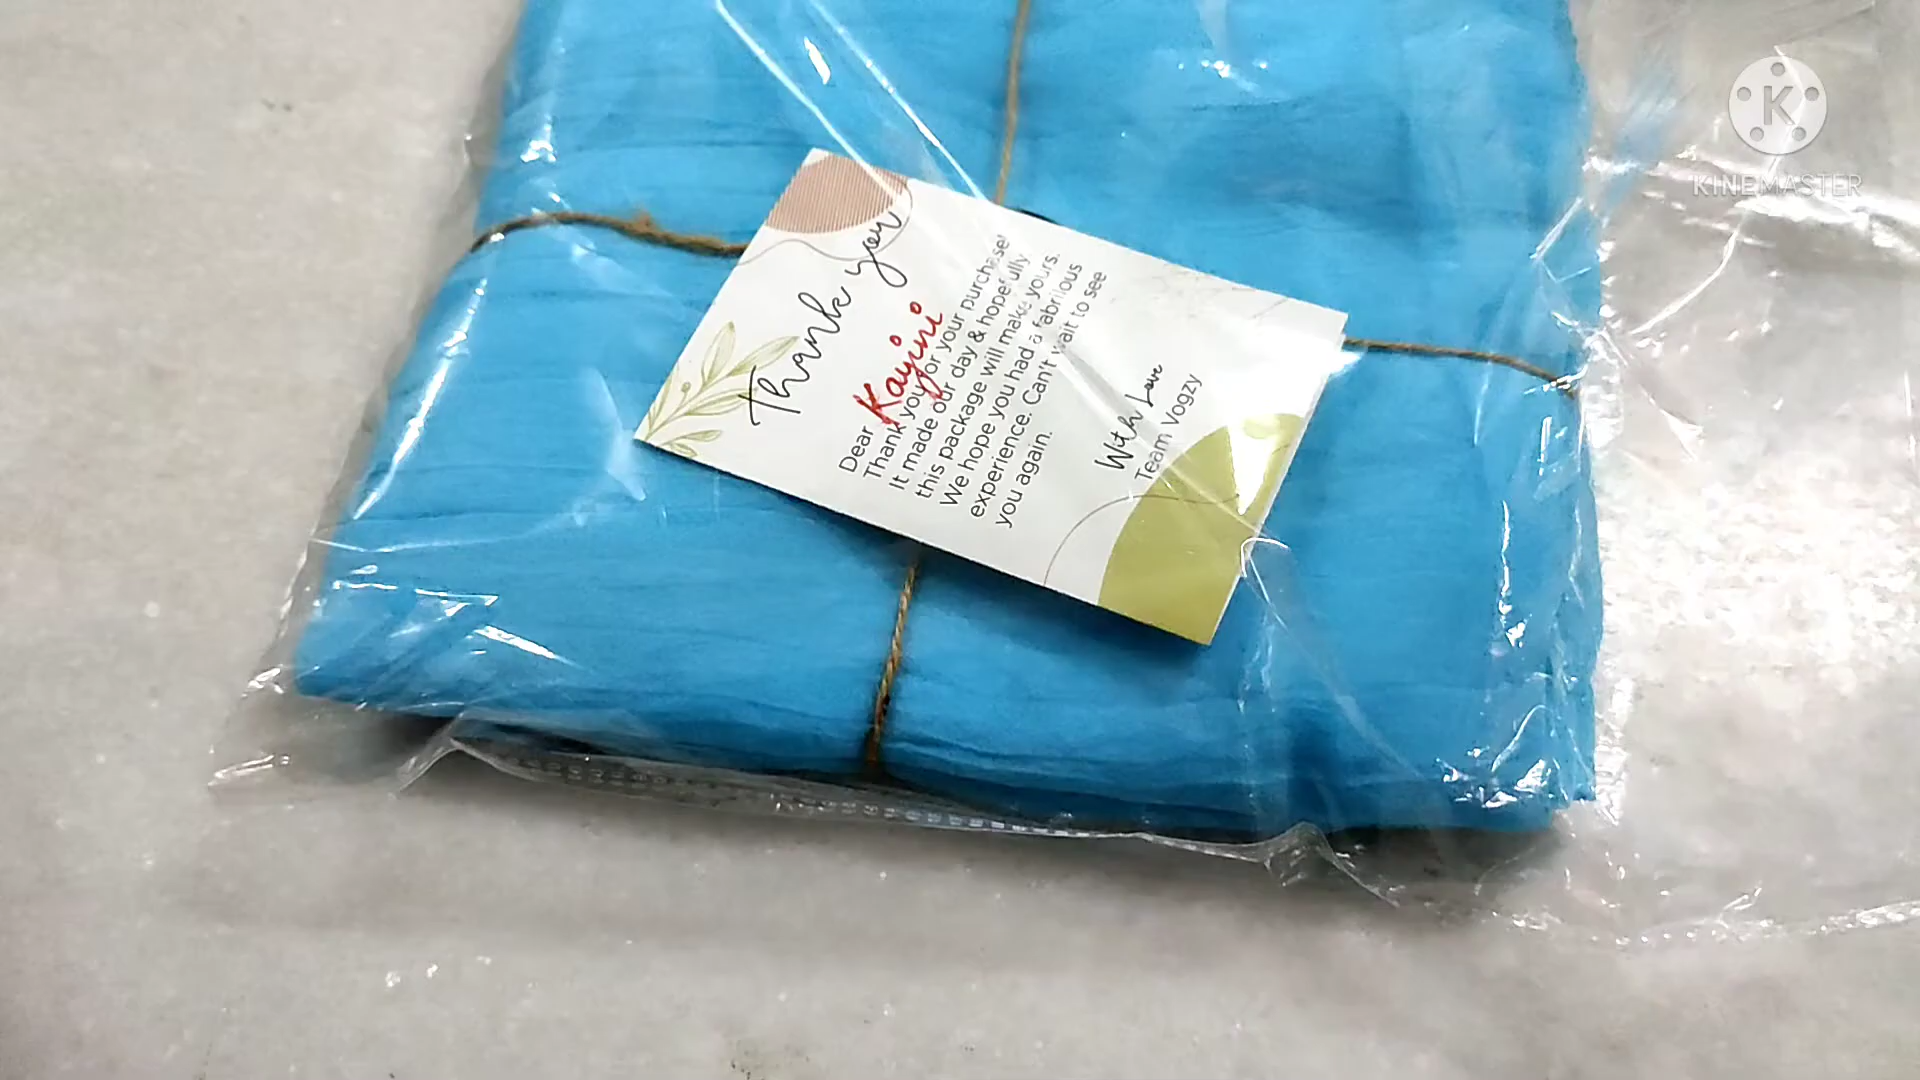 Thank you
Dear Kayini
Thank you for your purchase!
It made our day & hopefully
this package will make yours.
We hope you had a fabulous
experience. Can't wait to see
you again.
With Love
Team Vogzy
K
KINEMASTER